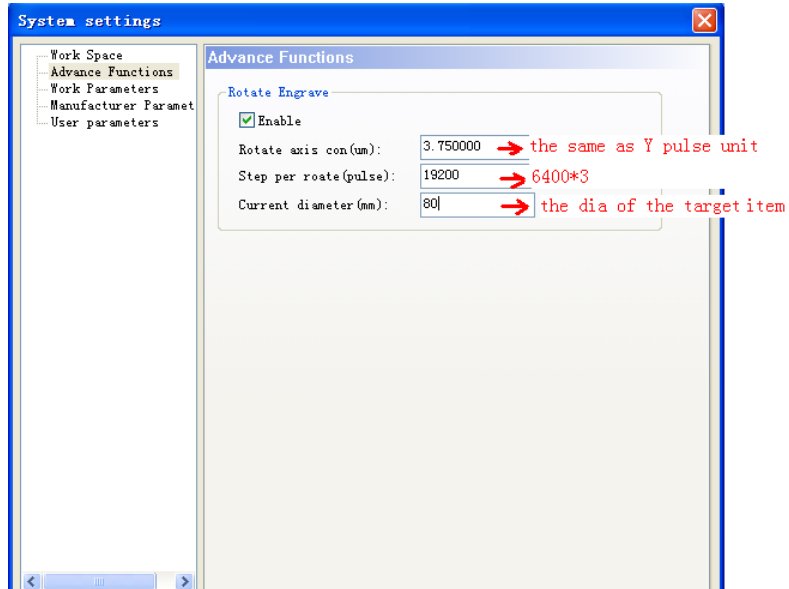 System settings
Work Space
Advance Functions
Work Parameters
Manufacturer Paramet
User parameters
Advance Functions
Rotate Engrave
Enable
Rotate axis con(um): 3.750000 the same as Y pulse unit
Step per roate(pulse): 19200 6400*3
Current diameter(mm): 80 the dia of the target item